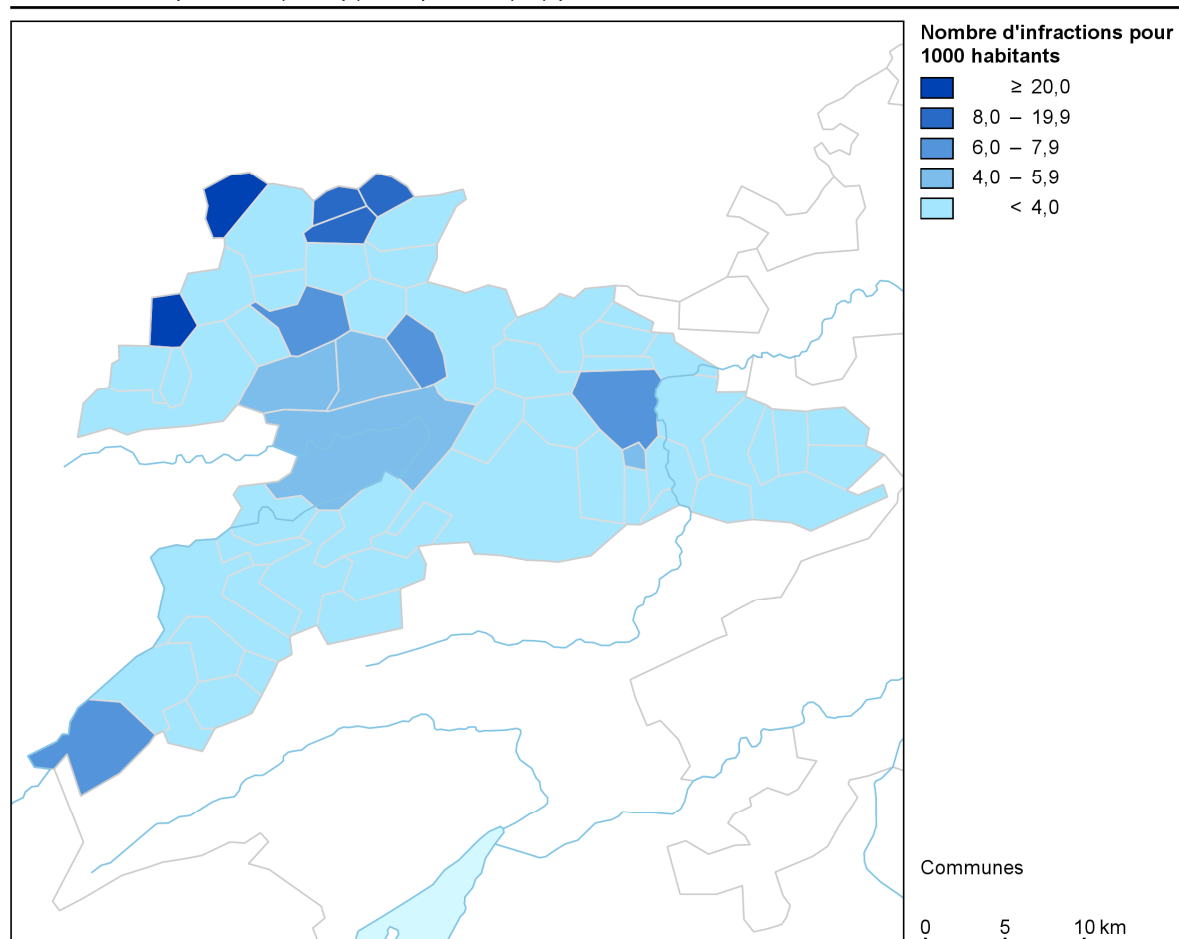 Nombre d'infractions pour
1000 habitants
≥ 20,0
8,0 – 19,9
6,0 – 7,9
4,0 – 5,9
< 4,0
Communes
0 5 10 km